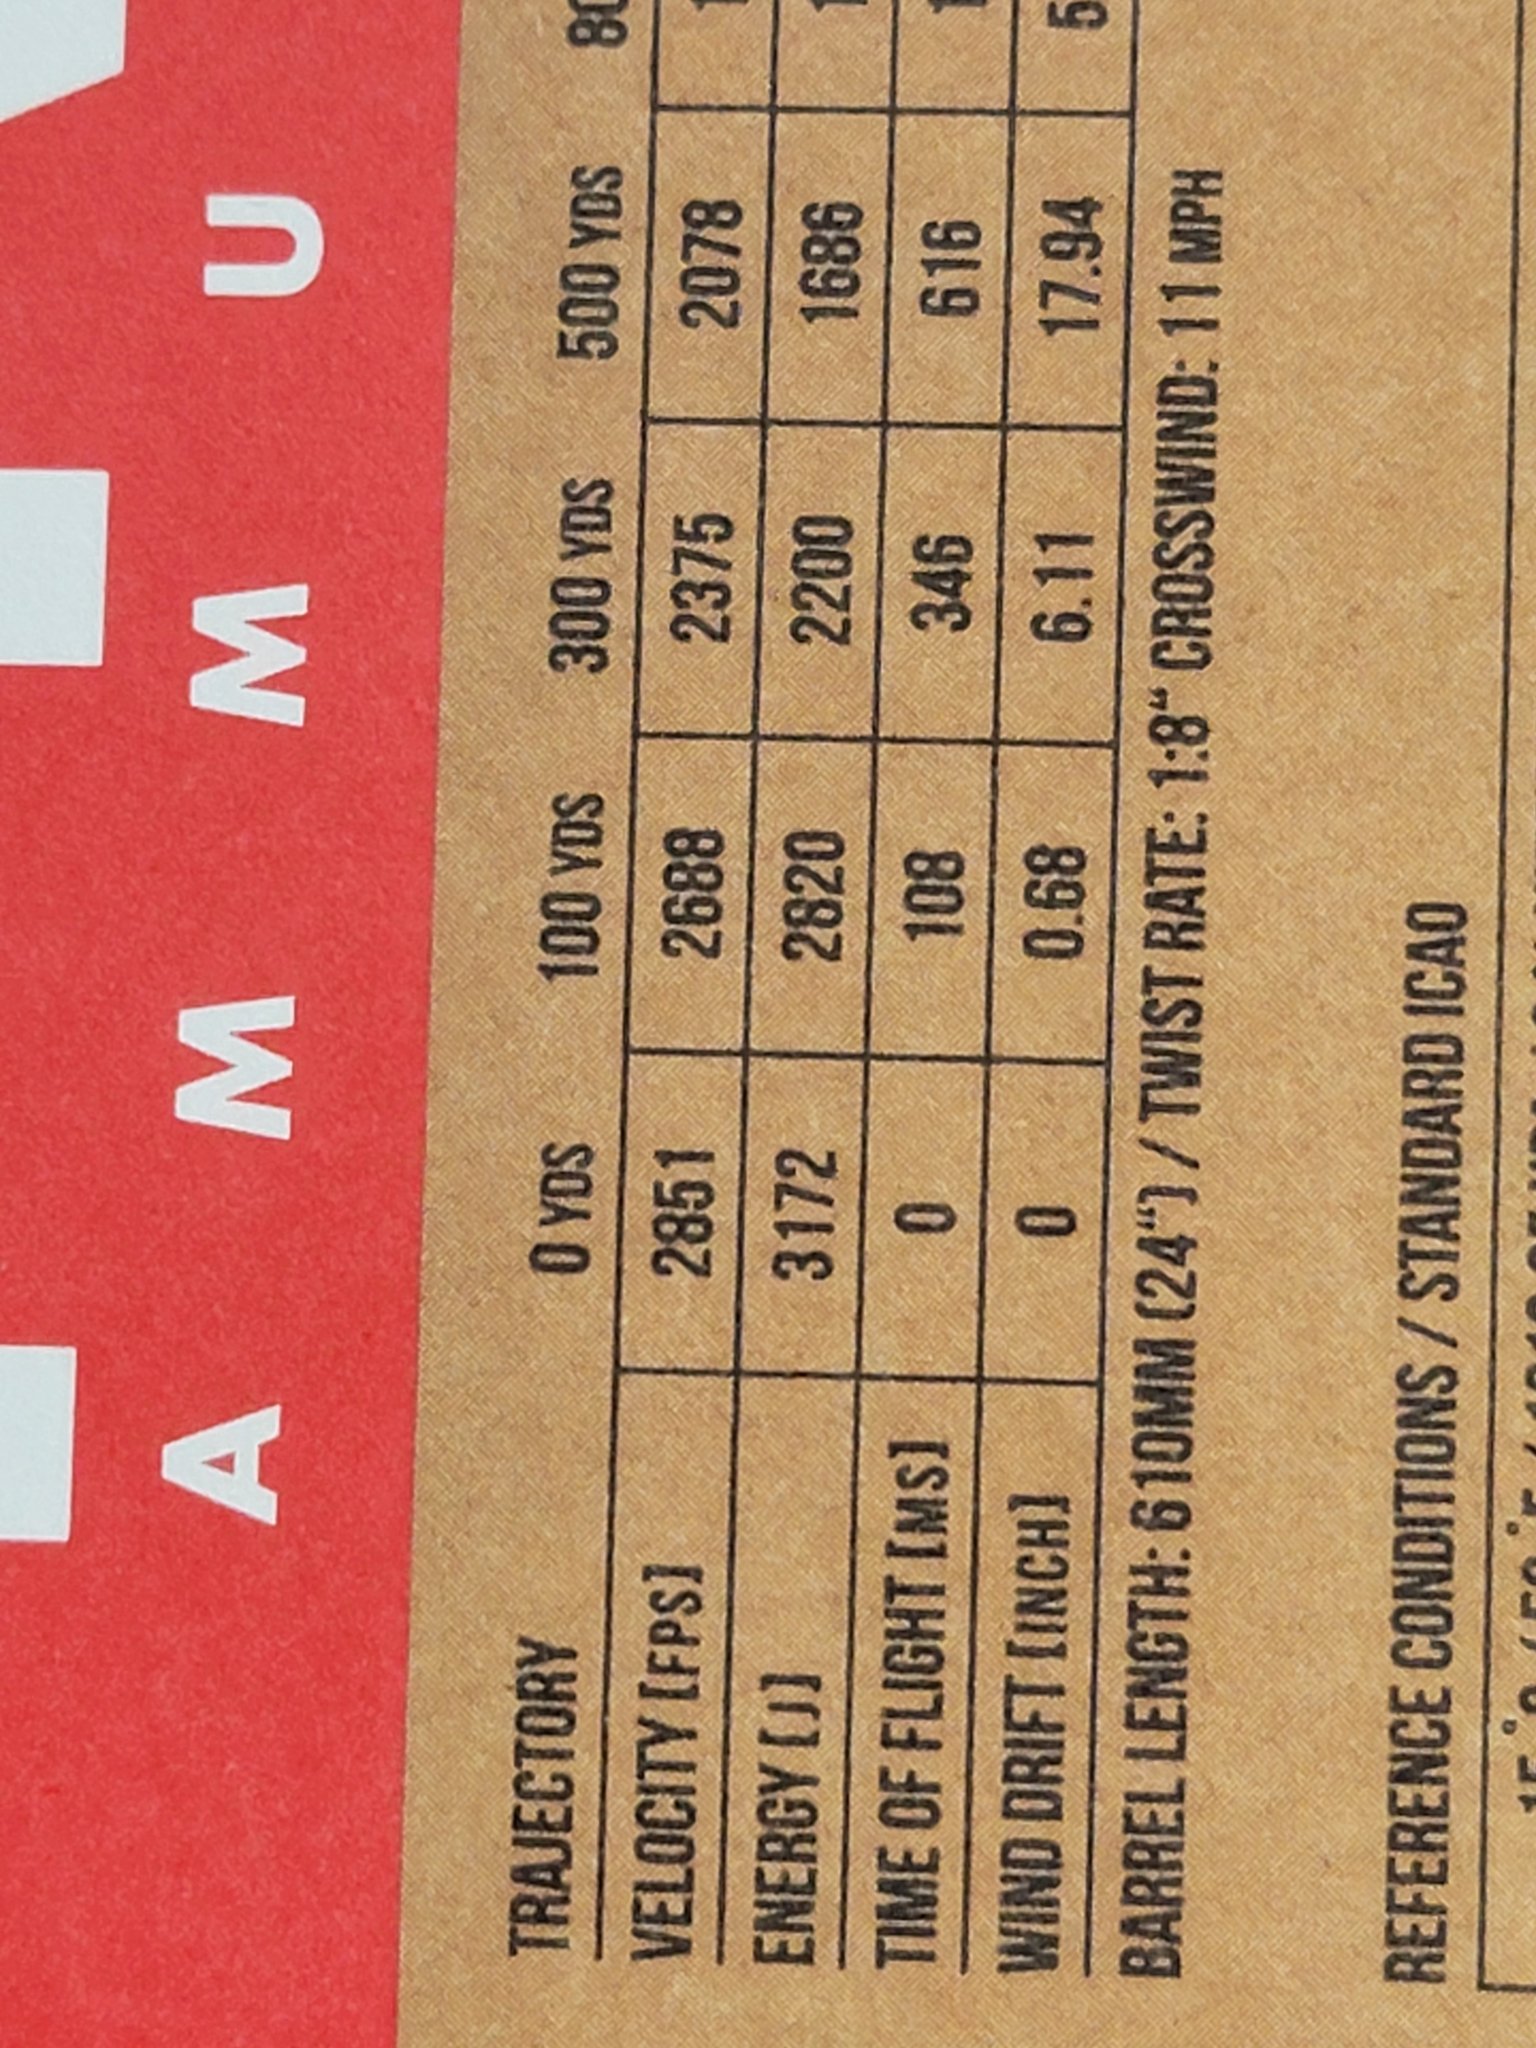 A M M U
TRAJECTORY 0 YDS 100 YDS 300 YDS 500 YDS
VELOCITY [FPS] 2851 2688 2375 2078
ENERGY [J] 3172 2820 2200 1686
TIME OF FLIGHT [MS] 0 108 346 616
WIND DRIFT [INCH] 0 0.68 6.11 17.94
BARREL LENGTH: 610MM (24“) / TWIST RATE: 1:8“ CROSSWIND: 11 MPH
REFERENCE CONDITIONS / STANDARD ICAO